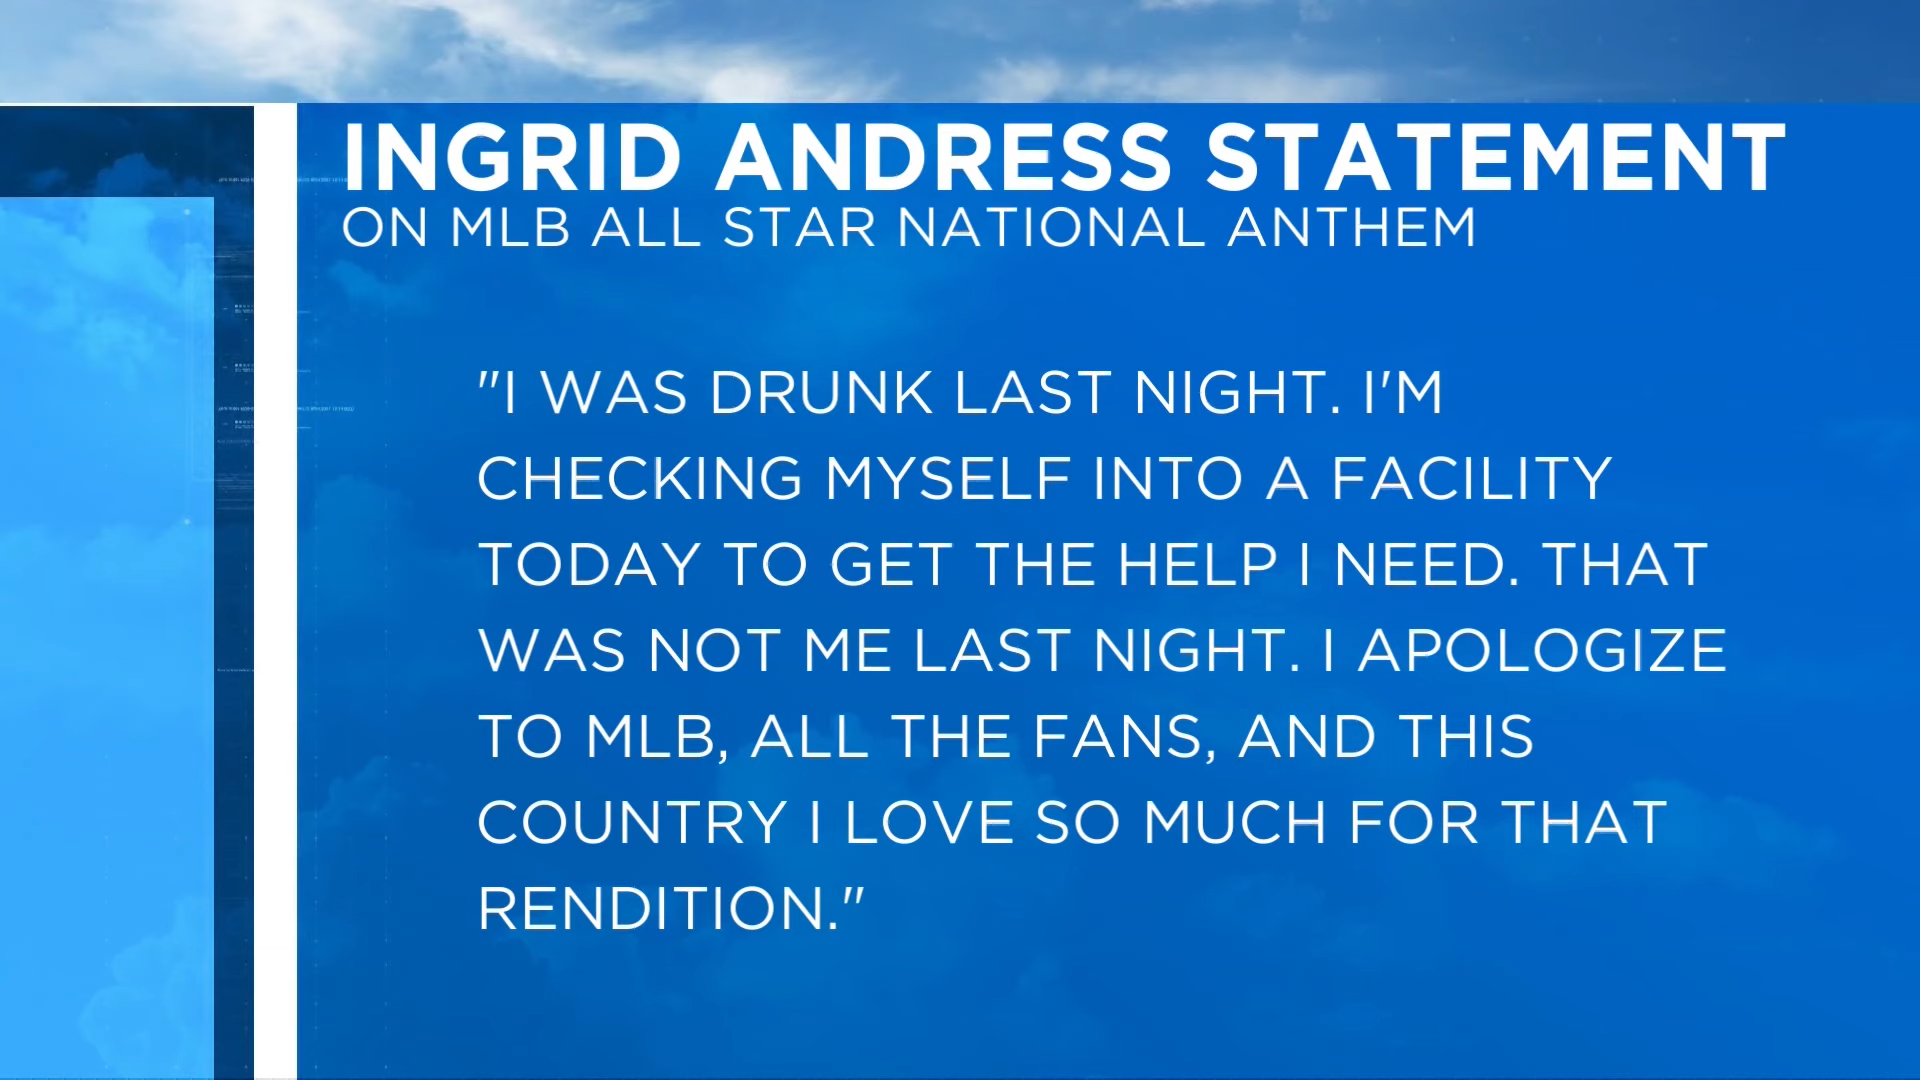 INGRID ANDRESS STATEMENT
ON MLB ALL STAR NATIONAL ANTHEM
"I WAS DRUNK LAST NIGHT. I'M
CHECKING MYSELF INTO A FACILITY
TODAY TO GET THE HELP I NEED. THAT
WAS NOT ME LAST NIGHT. I APOLOGIZE
TO MLB, ALL THE FANS, AND THIS
COUNTRY I LOVE SO MUCH FOR THAT
RENDITION."